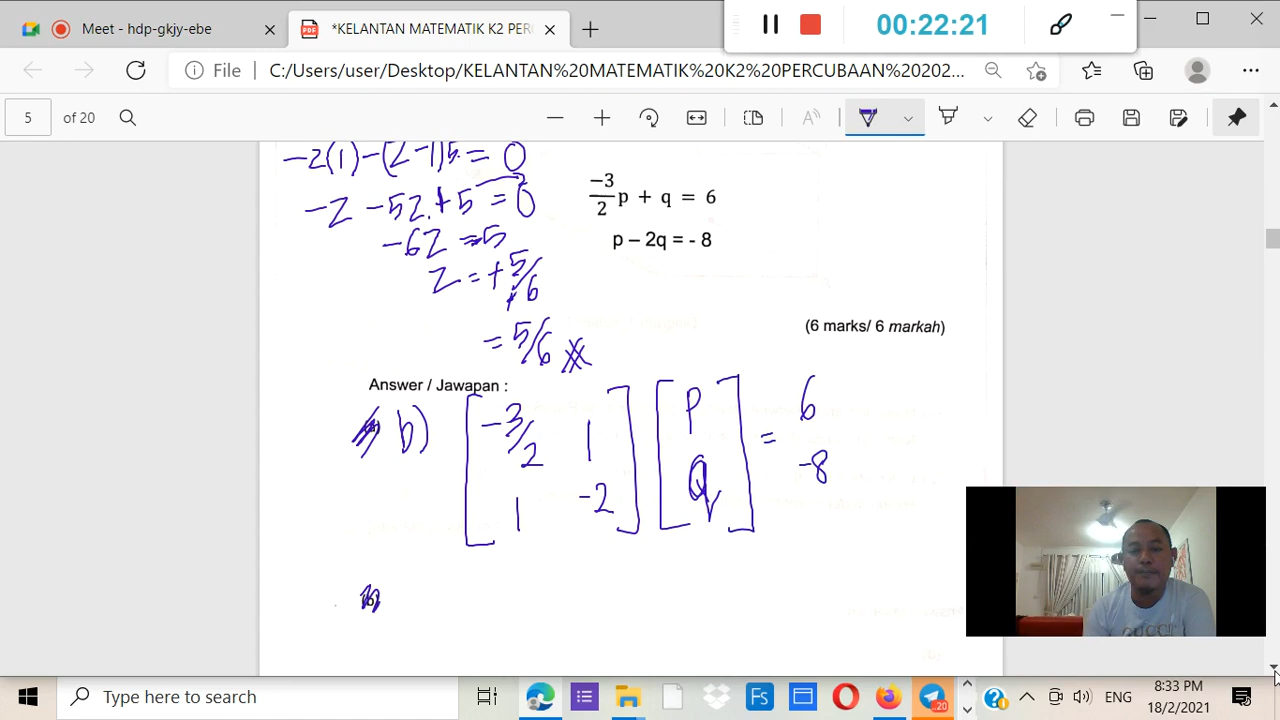 Meet - hdp-gkjy-ebe
*KELANTAN MATEMATIK K2 PER
00:22:21
File C:/Users/user/Desktop/KELANTAN%20MATEMATIK%20K2%20PERCUBAAN%20202...
5 of 20
-2(1)-(2-1)5 = 0
-z -5z + 5 = 0
-6z = -5
z = + 5/6
= 5/6
-3/2 p + q = 6
p – 2q = - 8
(6 marks/ 6 markah)
Answer / Jawapan :
b) [ -3/2 1 ] [ P ] = 6
[ 1 -2 ] [ q ] -8
GUCCI
Type here to search
Fs
20
ENG
8:33 PM
18/2/2021